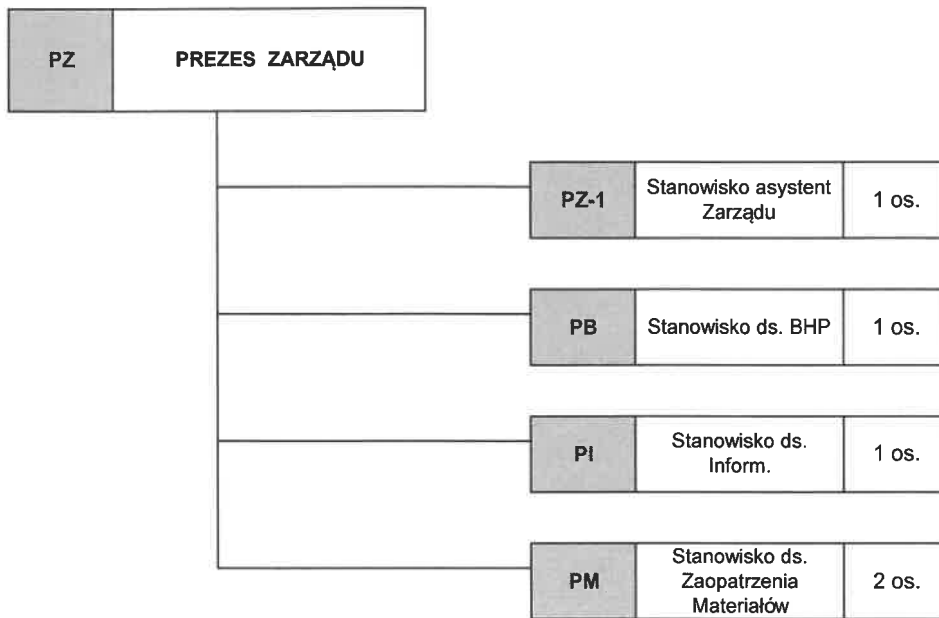 PZ PREZES ZARZĄDU
PZ-1 Stanowisko asystent 1 os.
Zarządu
PB Stanowisko ds. BHP 1 os.
PI Stanowisko ds. 1 os.
Inform.
PM Stanowisko ds. 2 os.
Zaopatrzenia
Materiałów